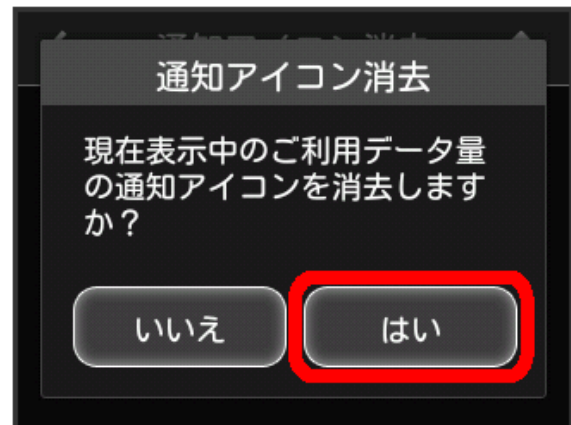 通知アイコン消去
現在表示中のご利用データ量
の通知アイコンを消去します
か？
いいえ
はい